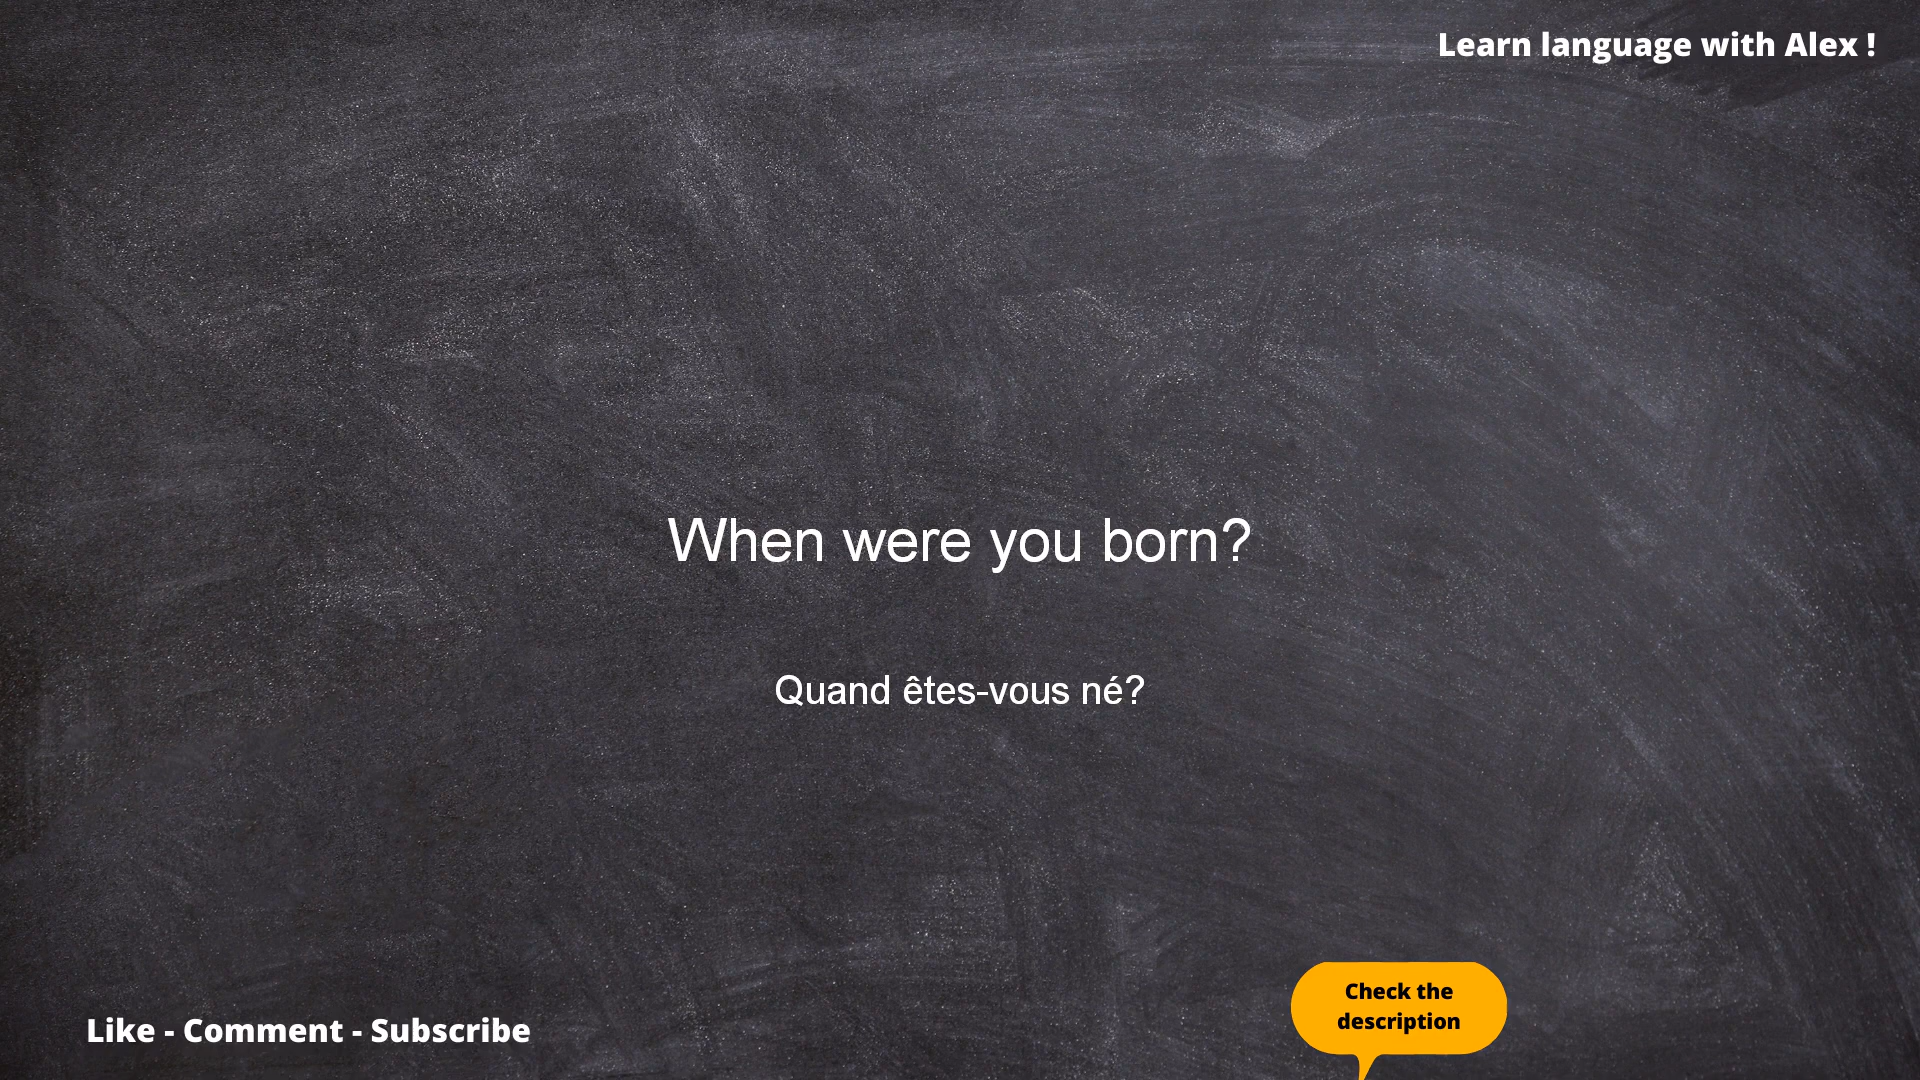 Learn language with Alex !
When were you born?
Quand êtes-vous né?
Check the
description
Like - Comment - Subscribe